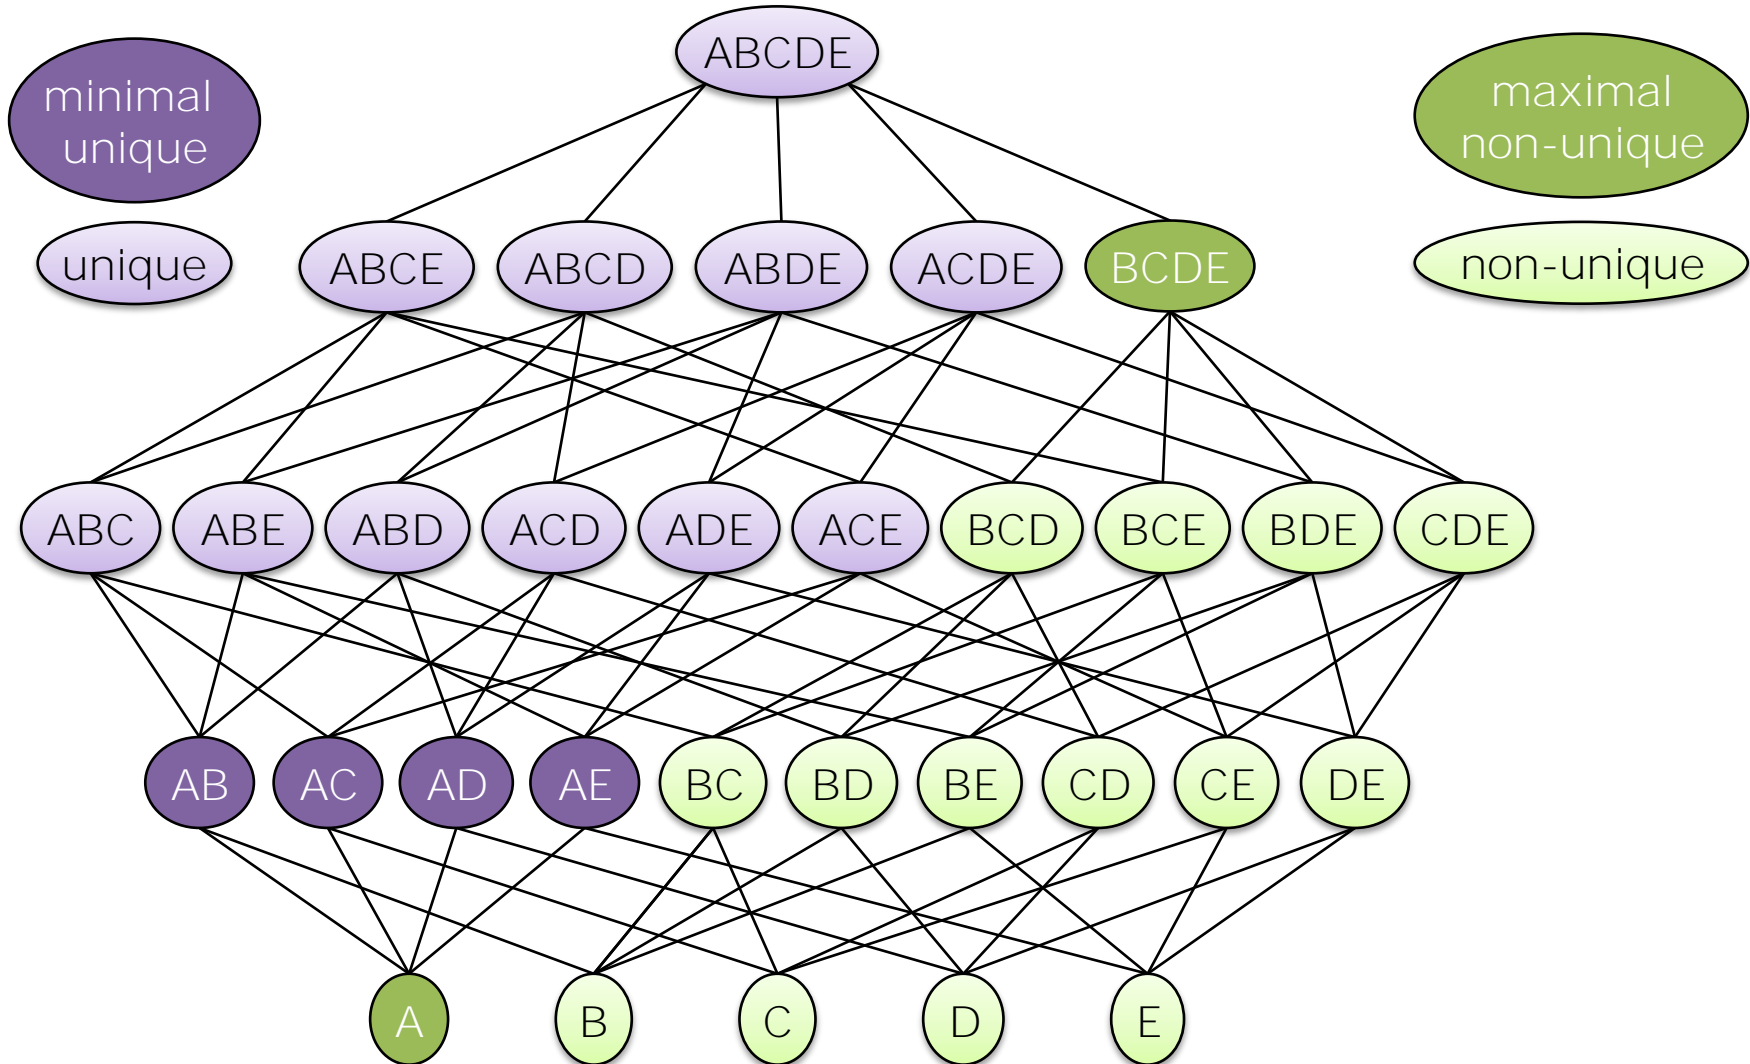 ABCDE
minimal
unique
maximal
non-unique
unique
ABCE ABCD ABDE ACDE BCDE
non-unique
ABC ABE ABD ACD ADE ACE BCD BCE BDE CDE
AB AC AD AE BC BD BE CD CE DE
A B C D E